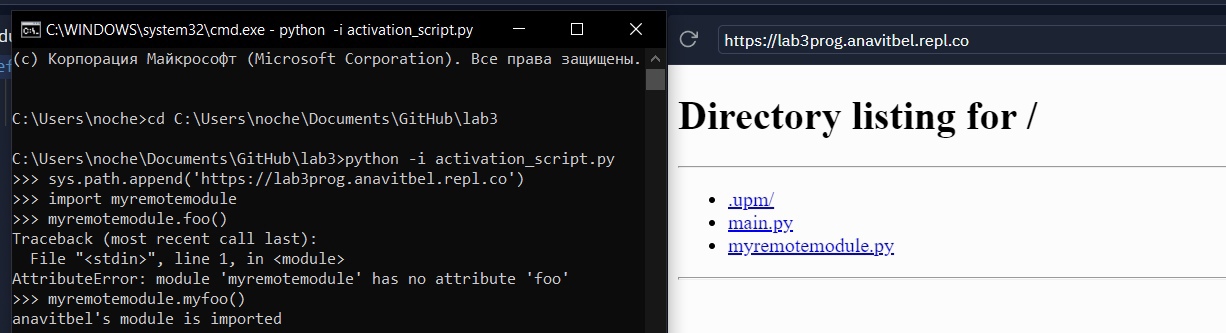 C:\WINDOWS\system32\cmd.exe - python -i activation_script.py
(c) Корпорация Майкрософт (Microsoft Corporation). Все права защищены.
C:\Users\noche>cd C:\Users\noche\Documents\GitHub\lab3
C:\Users\noche\Documents\GitHub\lab3>python -i activation_script.py
>>> sys.path.append('https://lab3prog.anavitbel.repl.co')
>>> import myremotemodule
>>> myremotemodule.foo()
Traceback (most recent call last):
  File "<stdin>", line 1, in <module>
AttributeError: module 'myremotemodule' has no attribute 'foo'
>>> myremotemodule.myfoo()
anavitbel's module is imported
https://lab3prog.anavitbel.repl.co
Directory listing for /
.upm/
main.py
myremotemodule.py